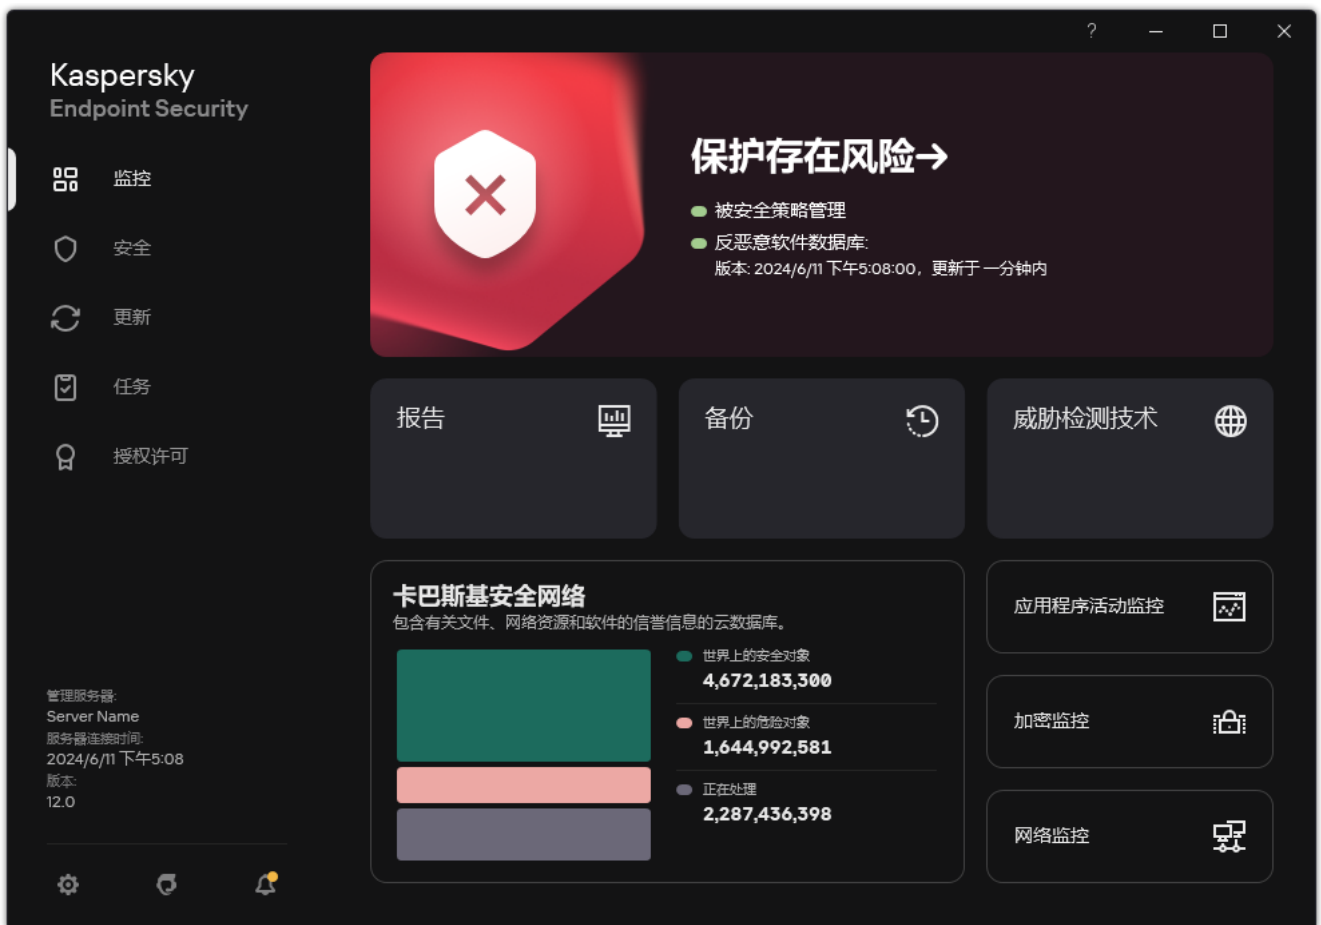 ?
Kaspersky
Endpoint Security
监控
安全
更新
任务
授权许可
管理服务器:
Server Name
服务器连接时间:
2024/6/11 下午5:08
版本:
12.0
保护存在风险→
被安全策略管理
反恶意软件数据库:
版本: 2024/6/11 下午5:08:00，更新于 一分钟内
报告
备份
威胁检测技术
卡巴斯基安全网络
包含有关文件、网络资源和软件的信誉信息的云数据库。
世界上的安全对象
4,672,183,300
世界上的危险对象
1,644,992,581
正在处理
2,287,436,398
应用程序活动监控
加密监控
网络监控